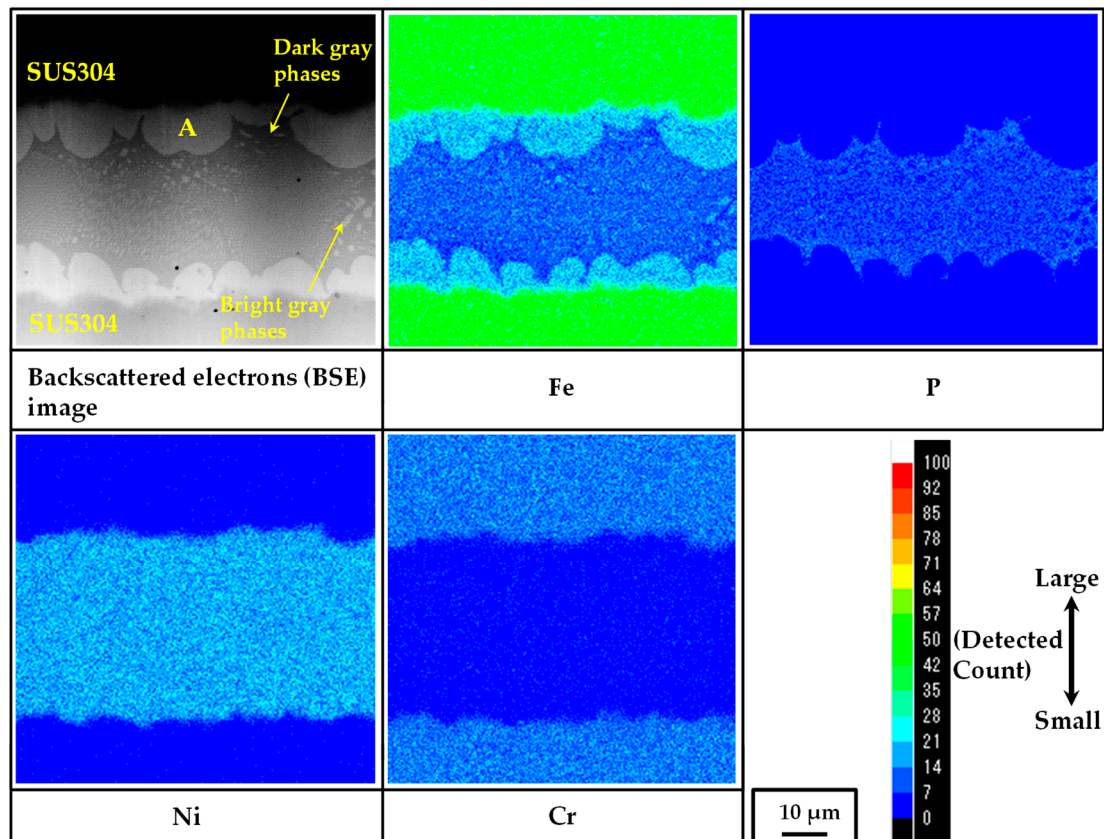 SUS304
Dark gray
phases
A
Bright gray
phases
SUS304
Backscattered electrons (BSE)
image
Fe
P
Ni
Cr
100
92
85
78
71
64
57
50
42
35
28
21
14
7
0
Large
(Detected
Count)
Small
10 µm